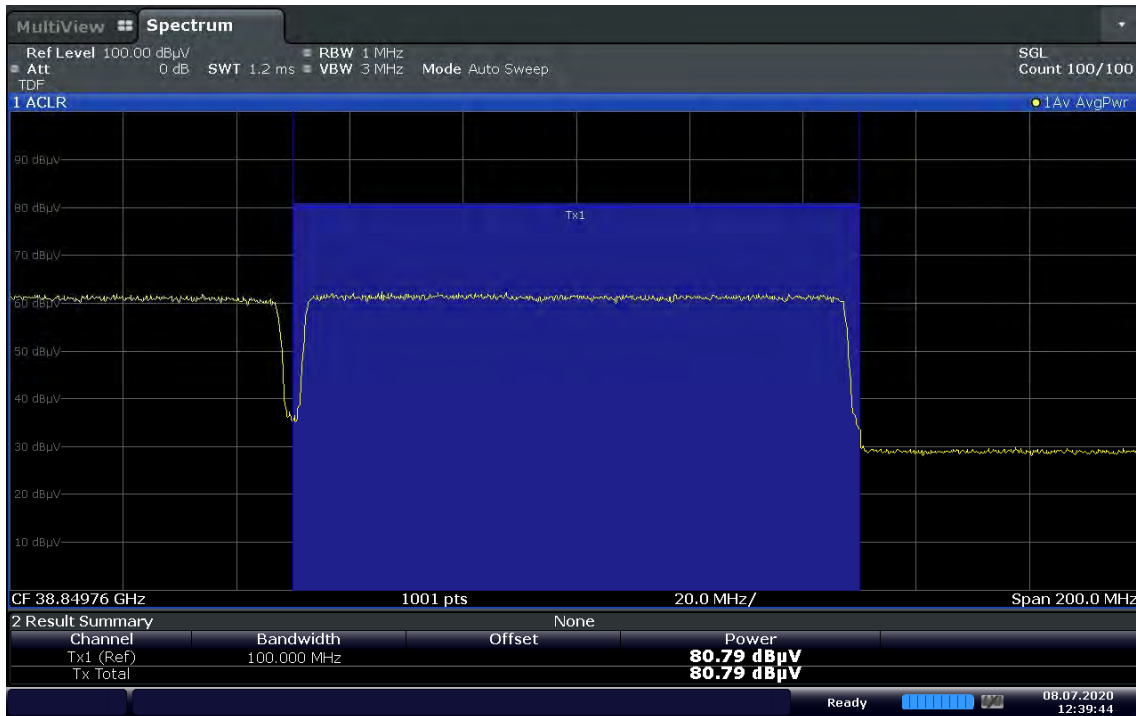 MultiView Spectrum
Ref Level 100.00 dBµV RBW 1 MHz SGL
Att 0 dB SWT 1.2 ms VBW 3 MHz Mode Auto Sweep Count 100/100
TDF
1 ACLR 1Av AvgPwr
90 dBµV
80 dBµV
Tx1
70 dBµV
60 dBµV
50 dBµV
40 dBµV
30 dBµV
20 dBµV
10 dBµV
CF 38.84976 GHz 1001 pts 20.0 MHz/ Span 200.0 MHz
2 Result Summary None
Channel Bandwidth Offset Power
Tx1 (Ref) 100.000 MHz 80.79 dBµV
Tx Total 80.79 dBµV
Ready 08.07.2020
12:39:44